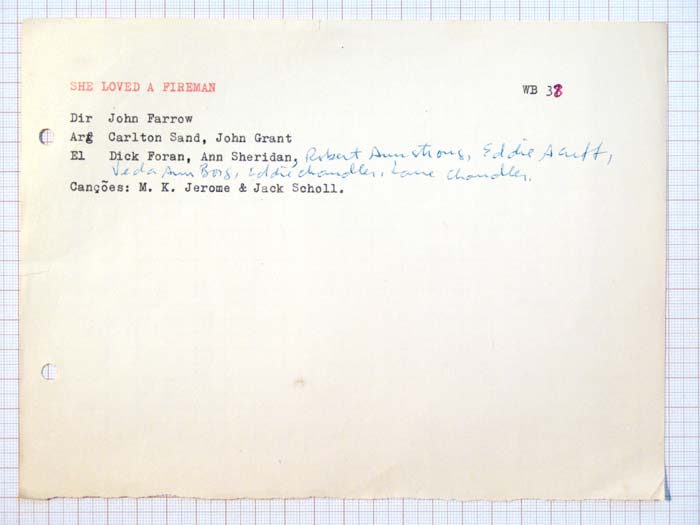 SHE LOVED A FIREMAN WB 37
Dir John Farrow
Arg Carlton Sand, John Grant
El Dick Foran, Ann Sheridan, Robert Armstrong, Eddie Acuff,
Veda Ann Borg, Eddie Chandler, Lane Chandler.
Canções: M. K. Jerome & Jack Scholl.